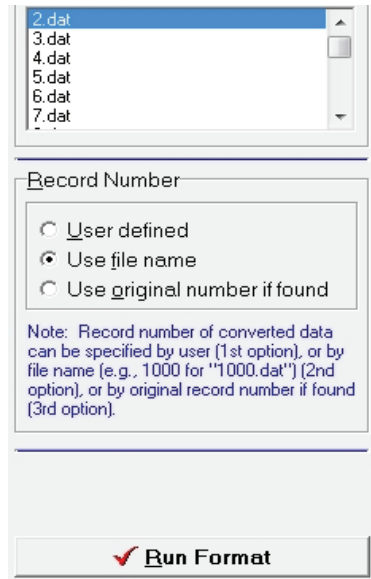 2.dat
3.dat
4.dat
5.dat
6.dat
7.dat
Record Number
User defined
Use file name
Use original number if found
Note: Record number of converted data
can be specified by user (1st option), or by
file name (e.g., 1000 for "1000.dat") (2nd
option), or by original record number if found
(3rd option).
Run Format